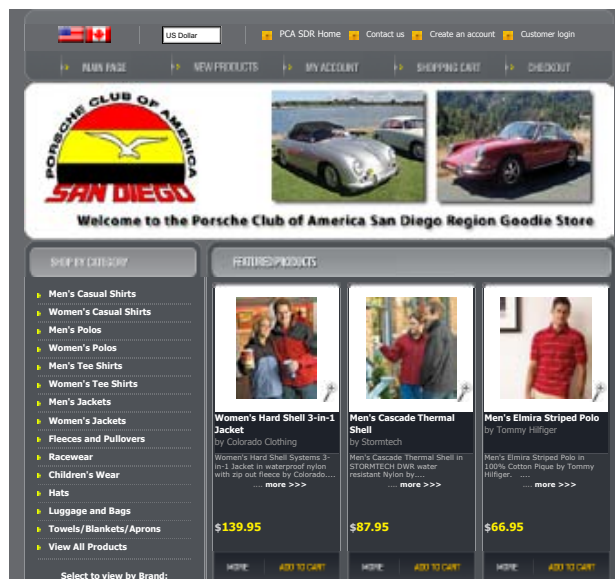 US Dollar
PCA SDR Home
Contact us
Create an account
Customer login
MAIN PAGE
NEW PRODUCTS
MY ACCOUNT
SHOPPING CART
CHECKOUT
PORSCHE CLUB OF AMERICA
SAN DIEGO
Welcome to the Porsche Club of America San Diego Region Goodie Store
SHOP BY CATEGORY
Men's Casual Shirts
Women's Casual Shirts
Men's Polos
Women's Polos
Men's Tee Shirts
Women's Tee Shirts
Men's Jackets
Women's Jackets
Fleeces and Pullovers
Racewear
Children's Wear
Hats
Luggage and Bags
Towels/Blankets/Aprons
View All Products
Select to view by Brand:
FEATURED PRODUCTS
Women's Hard Shell 3-in-1
Jacket
by Colorado Clothing
Women's Hard Shell Systems 3-
in-1 Jacket in waterproof nylon
with zip out fleece by Colorado....
.... more >>>
$139.95
MORE
ADD TO CART
Men's Cascade Thermal
Shell
by Stormtech
Men's Cascade Thermal Shell in
STORMTECH DWR water
resistant Nylon by....
.... more >>>
$87.95
MORE
ADD TO CART
Men's Elmira Striped Polo
by Tommy Hilfiger
Men's Elmira Striped Polo in
100% Cotton Pique by Tommy
Hilfiger. ....
.... more >>>
$66.95
MORE
ADD TO CART